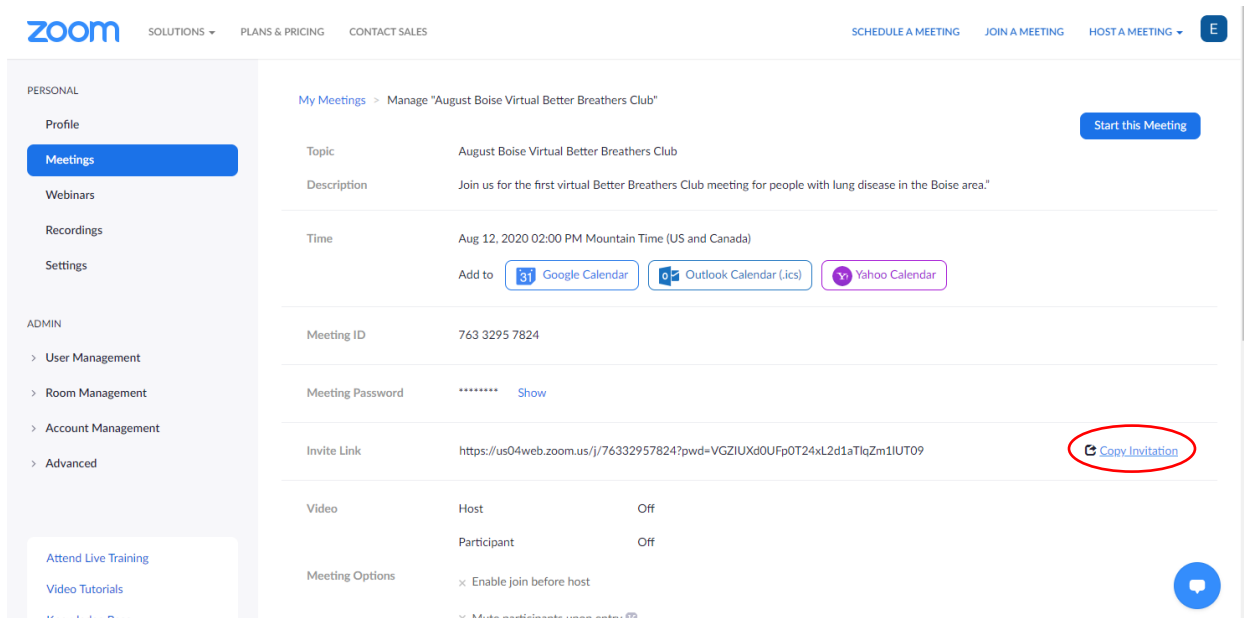 zoom SOLUTIONS PLANS & PRICING CONTACT SALES SCHEDULE A MEETING JOIN A MEETING HOST A MEETING E
PERSONAL
Profile
Meetings
Webinars
Recordings
Settings
ADMIN
> User Management
> Room Management
> Account Management
> Advanced
Attend Live Training
Video Tutorials
My Meetings > Manage "August Boise Virtual Better Breathers Club"
Start this Meeting
Topic August Boise Virtual Better Breathers Club
Description Join us for the first virtual Better Breathers Club meeting for people with lung disease in the Boise area."
Time Aug 12, 2020 02:00 PM Mountain Time (US and Canada)
Add to 31 Google Calendar Outlook Calendar (.ics) Yahoo Calendar
Meeting ID 763 3295 7824
Meeting Password ******** Show
Invite Link https://us04web.zoom.us/j/76332957824?pwd=VGZIUXd0UFp0T24xL2d1aTlqZm1IUT09 Copy Invitation
Video Host Off
Participant Off
Meeting Options × Enable join before host
× Mute participants upon entry